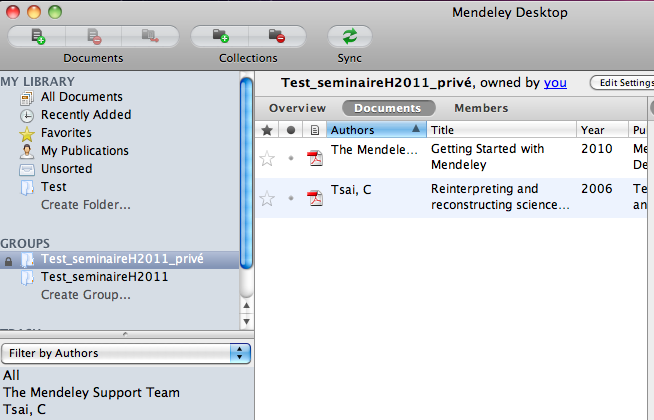 Mendeley Desktop
Documents
Collections
Sync
MY LIBRARY
All Documents
Recently Added
Favorites
My Publications
Unsorted
Test
Create Folder...
GROUPS
Test_seminaireH2011_privé
Test_seminaireH2011
Create Group...
Filter by Authors
All
The Mendeley Support Team
Tsai, C
Test_seminaireH2011_privé, owned by you
Edit Settings
Overview Documents Members
Authors Title Year Pu
The Mendele... Getting Started with 2010 Me
Mendeley De
Tsai, C Reinterpreting and 2006 Te
reconstructing science... an